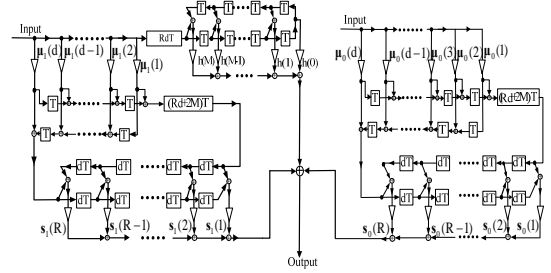 T T T
Input
Input
RdT
T T T
μ₁(d) μ₁(d−1) μ₁(2) μ₁(1)
h(M) h(M-1) h(1) h(0)
μ₀(d) μ₀(d−1) μ₀(3) μ₀(2) μ₀(1)
T T (Rd+2M)T
T T (Rd+2M)T
T T
T T
dT dT dT dT
dT dT dT dT
dT dT dT dT
dT dT dT dT
s₁(R) s₁(R−1) s₁(2) s₁(1)
s₀(R) s₀(R−1) s₀(2) s₀(1)
Output